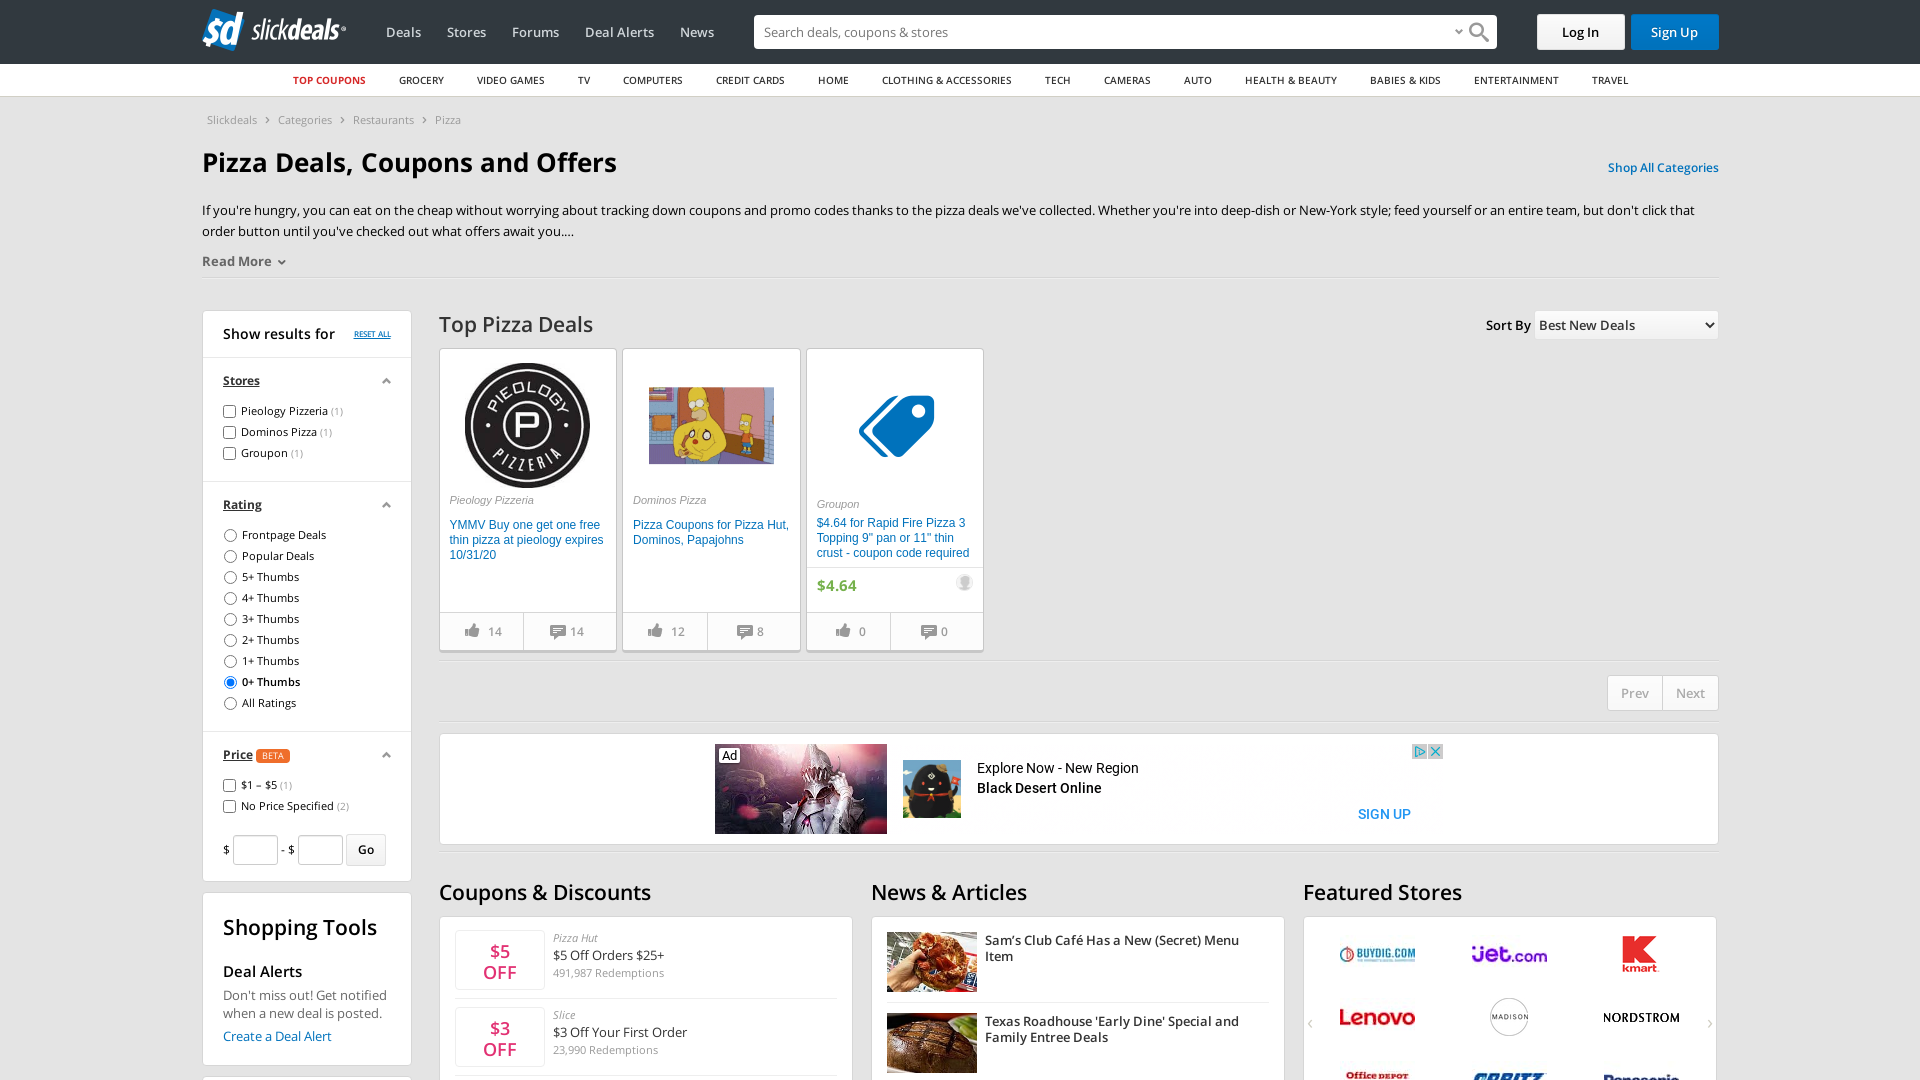 sd slickdeals
Deals
Stores
Forums
Deal Alerts
News
Search deals, coupons & stores
Log In
Sign Up
TOP COUPONS
GROCERY
VIDEO GAMES
TV
COMPUTERS
CREDIT CARDS
HOME
CLOTHING & ACCESSORIES
TECH
CAMERAS
AUTO
HEALTH & BEAUTY
BABIES & KIDS
ENTERTAINMENT
TRAVEL
Slickdeals > Categories > Restaurants > Pizza
Pizza Deals, Coupons and Offers
Shop All Categories
If you're hungry, you can eat on the cheap without worrying about tracking down coupons and promo codes thanks to the pizza deals we've collected. Whether you're into deep-dish or New-York style; feed yourself or an entire team, but don't click that
order button until you've checked out what offers await you....
Read More
Show results for
RESET ALL
Stores
Pieology Pizzeria (1)
Dominos Pizza (1)
Groupon (1)
Rating
Frontpage Deals
Popular Deals
5+ Thumbs
4+ Thumbs
3+ Thumbs
2+ Thumbs
1+ Thumbs
0+ Thumbs
All Ratings
Price BETA
$1 – $5 (1)
No Price Specified (2)
$ - $ Go
Shopping Tools
Deal Alerts
Don't miss out! Get notified
when a new deal is posted.
Create a Deal Alert
Top Pizza Deals
Sort By Best New Deals
PIEOLOGY
P
PIZZERIA
Pieology Pizzeria
YMMV Buy one get one free
thin pizza at pieology expires
10/31/20
14
14
Dominos Pizza
Pizza Coupons for Pizza Hut,
Dominos, Papajohns
12
8
Groupon
$4.64 for Rapid Fire Pizza 3
Topping 9" pan or 11" thin
crust - coupon code required
$4.64
0
0
Prev
Next
Ad
Explore Now - New Region
Black Desert Online
SIGN UP
Coupons & Discounts
$5
OFF
Pizza Hut
$5 Off Orders $25+
491,987 Redemptions
$3
OFF
Slice
$3 Off Your First Order
23,990 Redemptions
News & Articles
Sam's Club Café Has a New (Secret) Menu
Item
Texas Roadhouse 'Early Dine' Special and
Family Entree Deals
Featured Stores
BUYDIG.COM
Jet.com
kmart
Lenovo
MADISON
NORDSTROM
Office DEPOT
ORBITZ
Panasonic